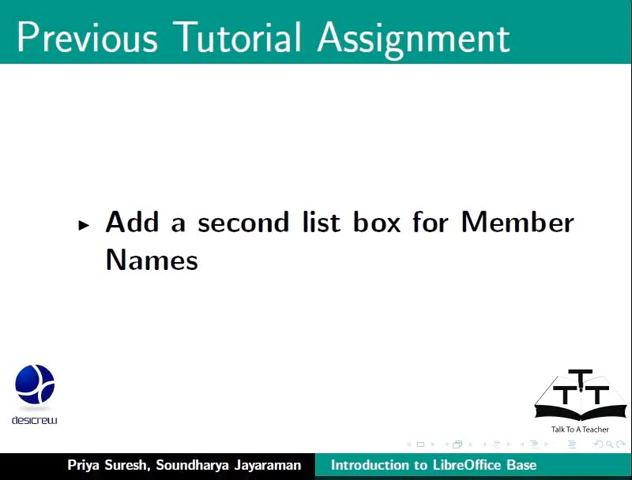 Previous Tutorial Assignment
Add a second list box for Member
Names
desicrew
T T T
Talk To A Teacher
Priya Suresh, Soundharya Jayaraman
Introduction to LibreOffice Base